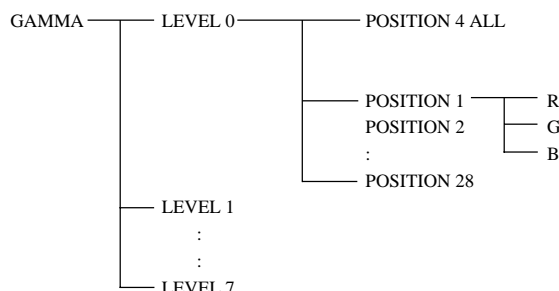 GAMMA LEVEL 0 POSITION 4 ALL
POSITION 1 R
POSITION 2 G
: B
POSITION 28
LEVEL 1
:
:
LEVEL 7